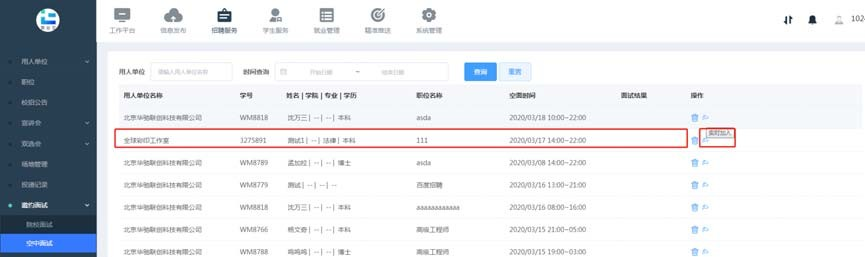 工作平台 信息发布 招聘服务 学生服务 就业管理 精准推送 系统管理 102
用人单位
职位
校招公告
宣讲会
双选会
场地管理
投递记录
邀约面试
院校面试
空中面试
用人单位 请输入用人单位名称 时间查询 开始日期 ~ 结束日期 查询 重置
用人单位名称 学号 姓名 | 学院 | 专业 | 学历 职位名称 空面时间 面试结果 操作
北京华驰联创科技有限公司 WM8818 沈万三 | -- | -- | 本科 asda 2020/03/18 10:00~22:00
全球彩印工作室 J275891 测试1 | -- | 法律 | 本科 111 2020/03/17 14:00~22:00 实时加入
北京华驰联创科技有限公司 WM8789 孟加拉 | -- | -- | 博士 asda 2020/03/08 14:00~22:00
北京华驰联创科技有限公司 WM8779 测试 | -- | -- | -- 百度招聘 2020/03/16 13:00~21:00
北京华驰联创科技有限公司 WM8818 沈万三 | -- | -- | 本科 aaaaaaaaaaaa 2020/03/16 08:00~16:00
北京华驰联创科技有限公司 WM8766 杨文奇 | -- | -- | 本科 高级工程师 2020/03/15 21:00~05:00
北京华驰联创科技有限公司 WM8788 呜呜呜 | -- | -- | 博士 高级工程师 2020/03/15 19:00~03:00